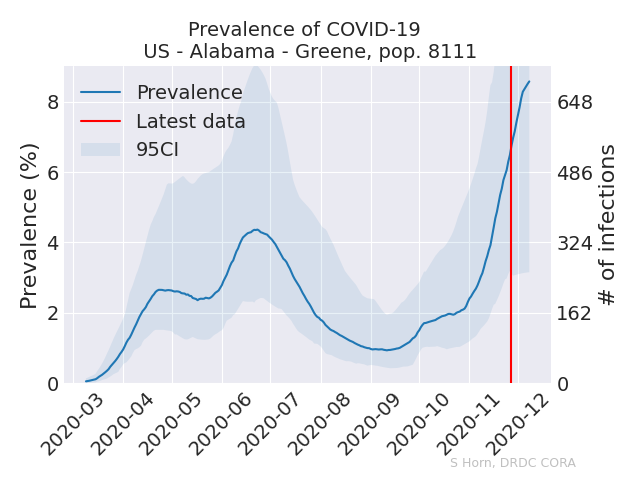 Prevalence of COVID-19
US - Alabama - Greene, pop. 8111
Prevalence
Latest data
95CI
Prevalence (%)
8
6
4
2
0
648
486
324
162
0
# of infections
2020-03
2020-04
2020-05
2020-06
2020-07
2020-08
2020-09
2020-10
2020-11
2020-12
S Horn, DRDC CORA